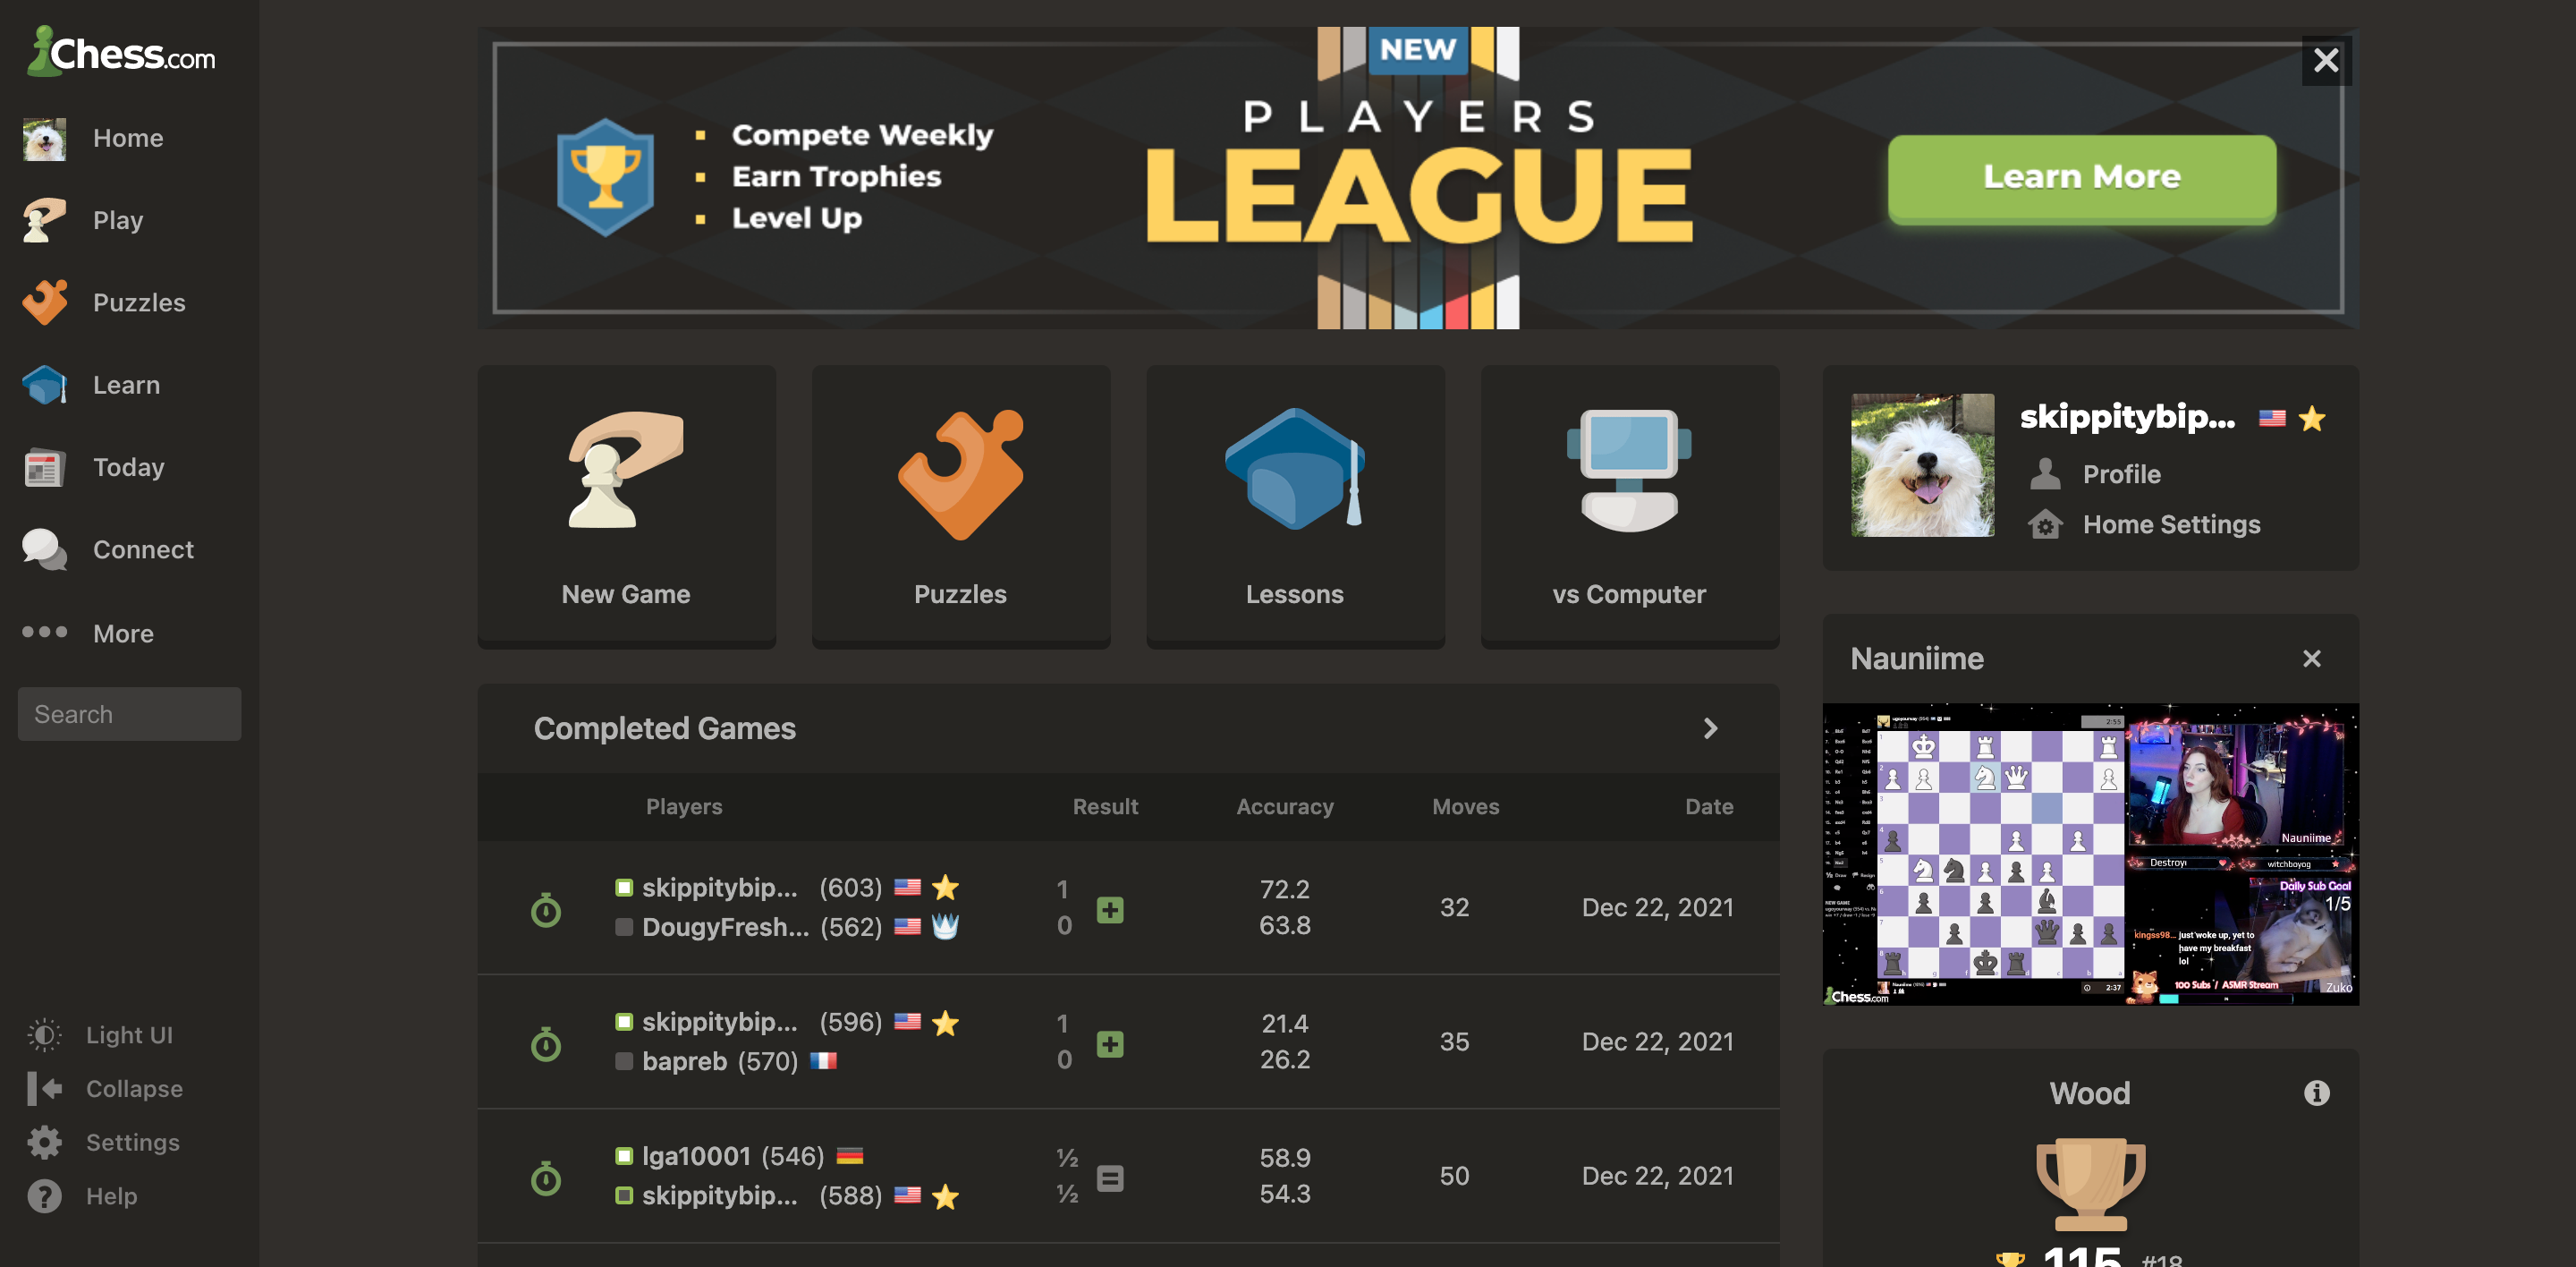 Chess.com
Home
Play
Puzzles
Learn
Today
Connect
More
Search
Light UI
Collapse
Settings
Help
NEW
Compete Weekly
Earn Trophies
Level Up
PLAYERS
LEAGUE
Learn More
New Game
Puzzles
Lessons
vs Computer
Completed Games
Players Result Accuracy Moves Date
skippitybip... (603) 1 72.2
DougyFresh... (562) 0 63.8
32 Dec 22, 2021
skippitybip... (596) 1 21.4
bapreb (570) 0 26.2
35 Dec 22, 2021
lga10001 (546) ½ 58.9
skippitybip... (588) ½ 54.3
50 Dec 22, 2021
skippitybip...
Profile
Home Settings
Nauniime
2:55
Nauniime
witchboyog
Daily Sub Goal
1/5
kingss98... just woke up, yet to
have my breakfast
lol
100 Subs / ASMR Stream
Zuko
2:37
Chess.com
Wood
115 #18